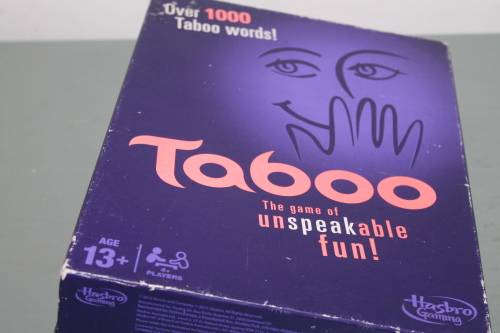 Over 1000
Taboo words!
Taboo
The game of
unspeakable
fun!
AGE
13+
4+
PLAYERS
Hasbro
Gaming
Hasbro
Gaming